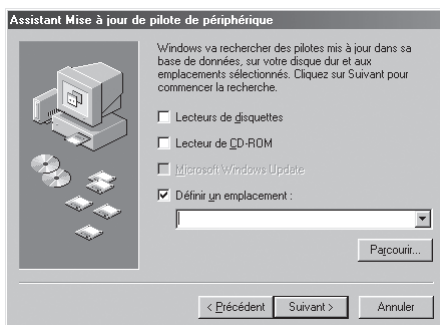 Assistant Mise à jour de pilote de périphérique
Windows va rechercher des pilotes mis à jour dans sa
base de données, sur votre disque dur et aux
emplacements sélectionnés. Cliquez sur Suivant pour
commencer la recherche.
Lecteurs de disquettes
Lecteur de CD-ROM
Microsoft Windows Update
Définir un emplacement :
Parcourir...
< Précédent
Suivant >
Annuler